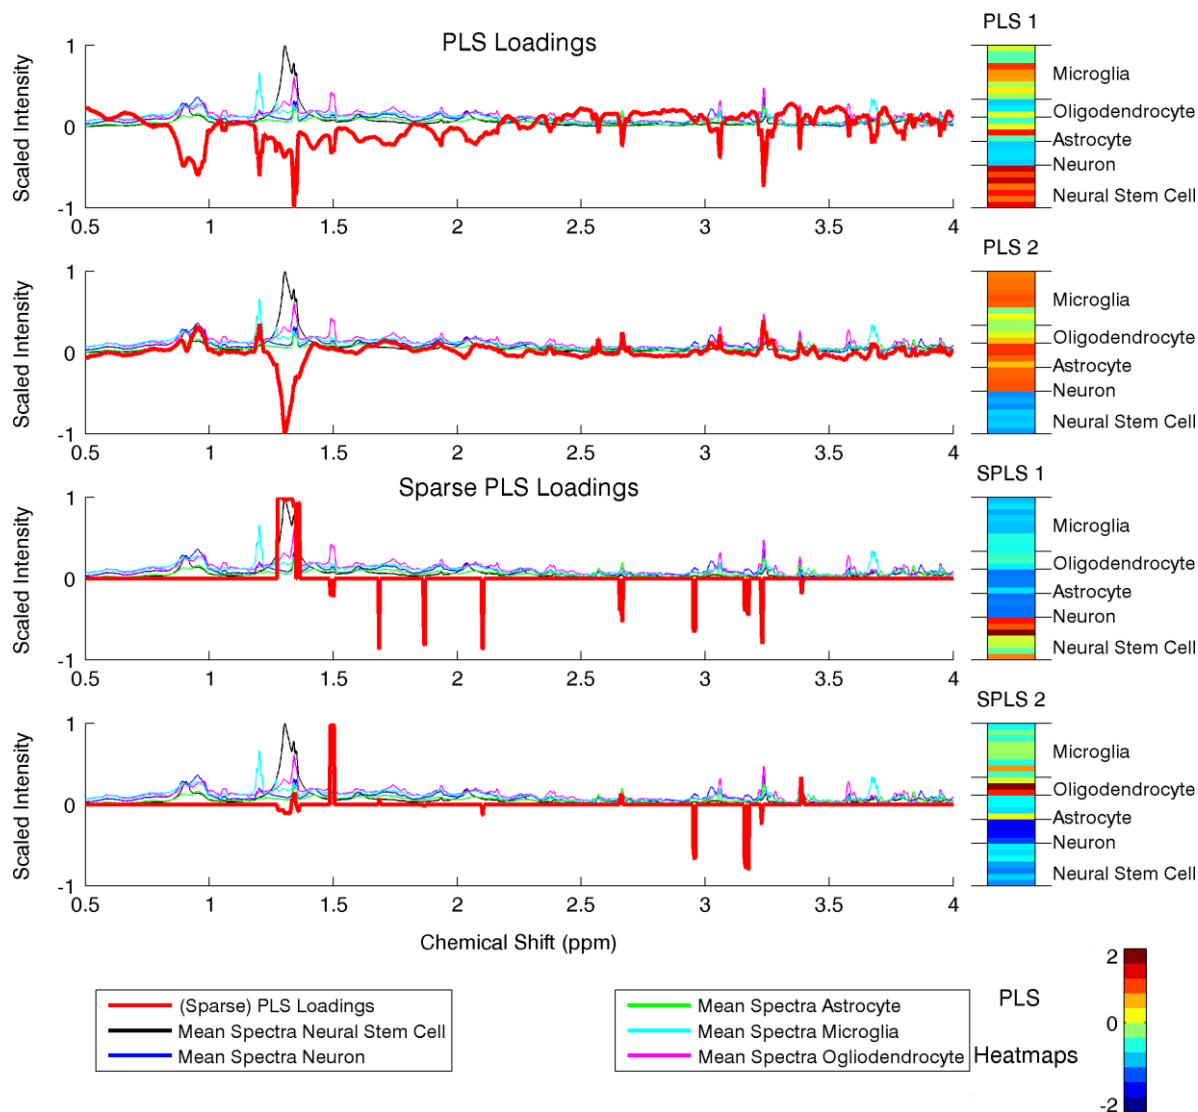 PLS Loadings
PLS 1
Scaled Intensity
1
0
-1
0.5 1 1.5 2 2.5 3 3.5 4
Microglia
Oligodendrocyte
Astrocyte
Neuron
Neural Stem Cell
PLS 2
Scaled Intensity
1
0
-1
0.5 1 1.5 2 2.5 3 3.5 4
Microglia
Oligodendrocyte
Astrocyte
Neuron
Neural Stem Cell
Sparse PLS Loadings
SPLS 1
Scaled Intensity
1
0
-1
0.5 1 1.5 2 2.5 3 3.5 4
Microglia
Oligodendrocyte
Astrocyte
Neuron
Neural Stem Cell
SPLS 2
Scaled Intensity
1
0
-1
0.5 1 1.5 2 2.5 3 3.5 4
Microglia
Oligodendrocyte
Astrocyte
Neuron
Neural Stem Cell
Chemical Shift (ppm)
(Sparse) PLS Loadings
Mean Spectra Neural Stem Cell
Mean Spectra Neuron
Mean Spectra Astrocyte
Mean Spectra Microglia
Mean Spectra Ogliodendrocyte
PLS
Heatmaps
2
0
-2